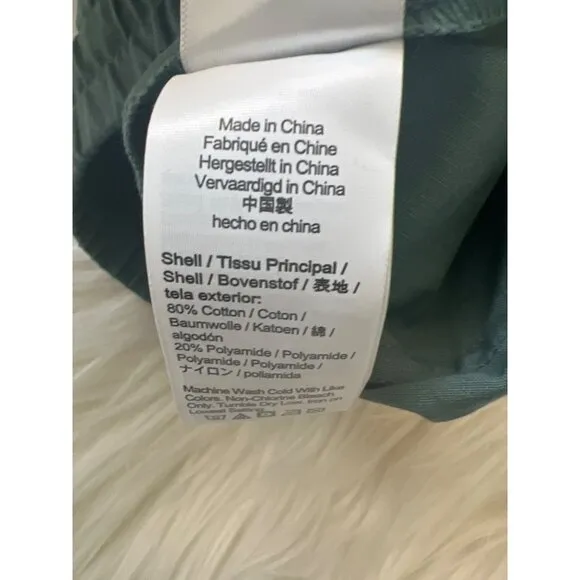 Made in China
Fabriqué en Chine
Hergestellt in China
Vervaardigd in China
中国製
hecho en china
Shell / Tissu Principal /
Shell / Bovenstof / 表地 /
tela exterior:
80% Cotton / Coton /
Baumwolle / Katoen / 綿 /
algodón
20% Polyamide / Polyamide /
Polyamide / Polyamide /
ナイロン / poliamida
Machine Wash Cold With Like
Colors. Non-Chlorine Bleach
Only. Tumble Dry Low. Iron on
Lowest Setting.